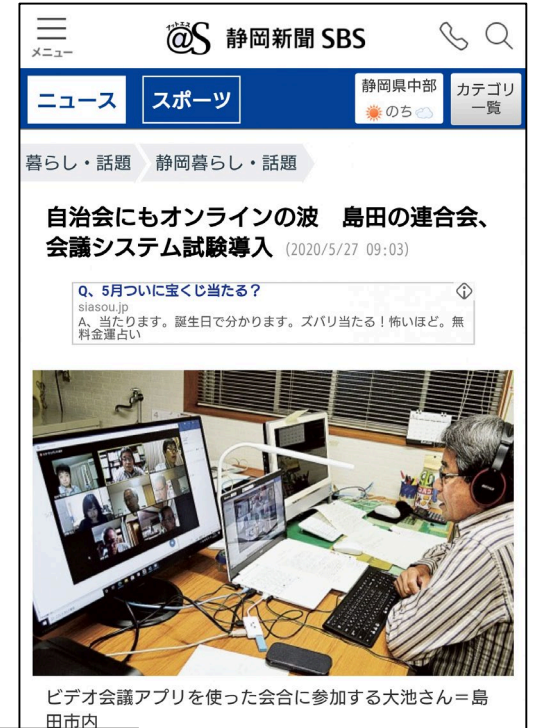 メニュー
アットエス
@S 静岡新聞 SBS
ニュース
スポーツ
静岡県中部
のち
カテゴリ
一覧
暮らし・話題
静岡暮らし・話題
自治会にもオンラインの波　島田の連合会、
会議システム試験導入 (2020/5/27 09:03)
Q、5月ついに宝くじ当たる？
siasou.jp
A、当たります。誕生日で分かります。ズバリ当たる！怖いほど。無
料金運占い
ビデオ会議アプリを使った会合に参加する大池さん＝島
田市内